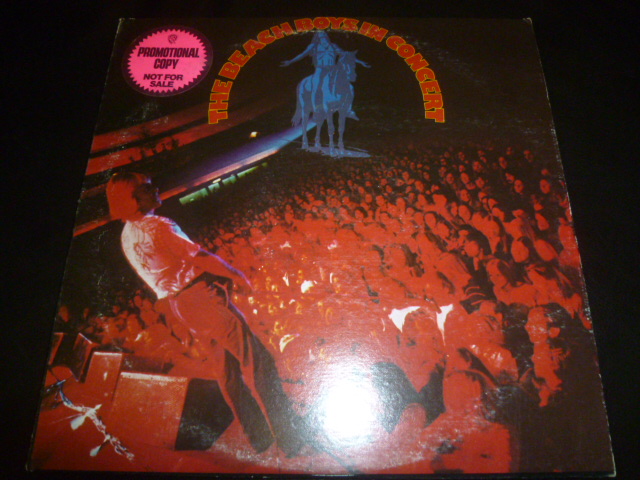 PROMOTIONAL
COPY
NOT FOR
SALE
THE BEACH BOYS IN CONCERT